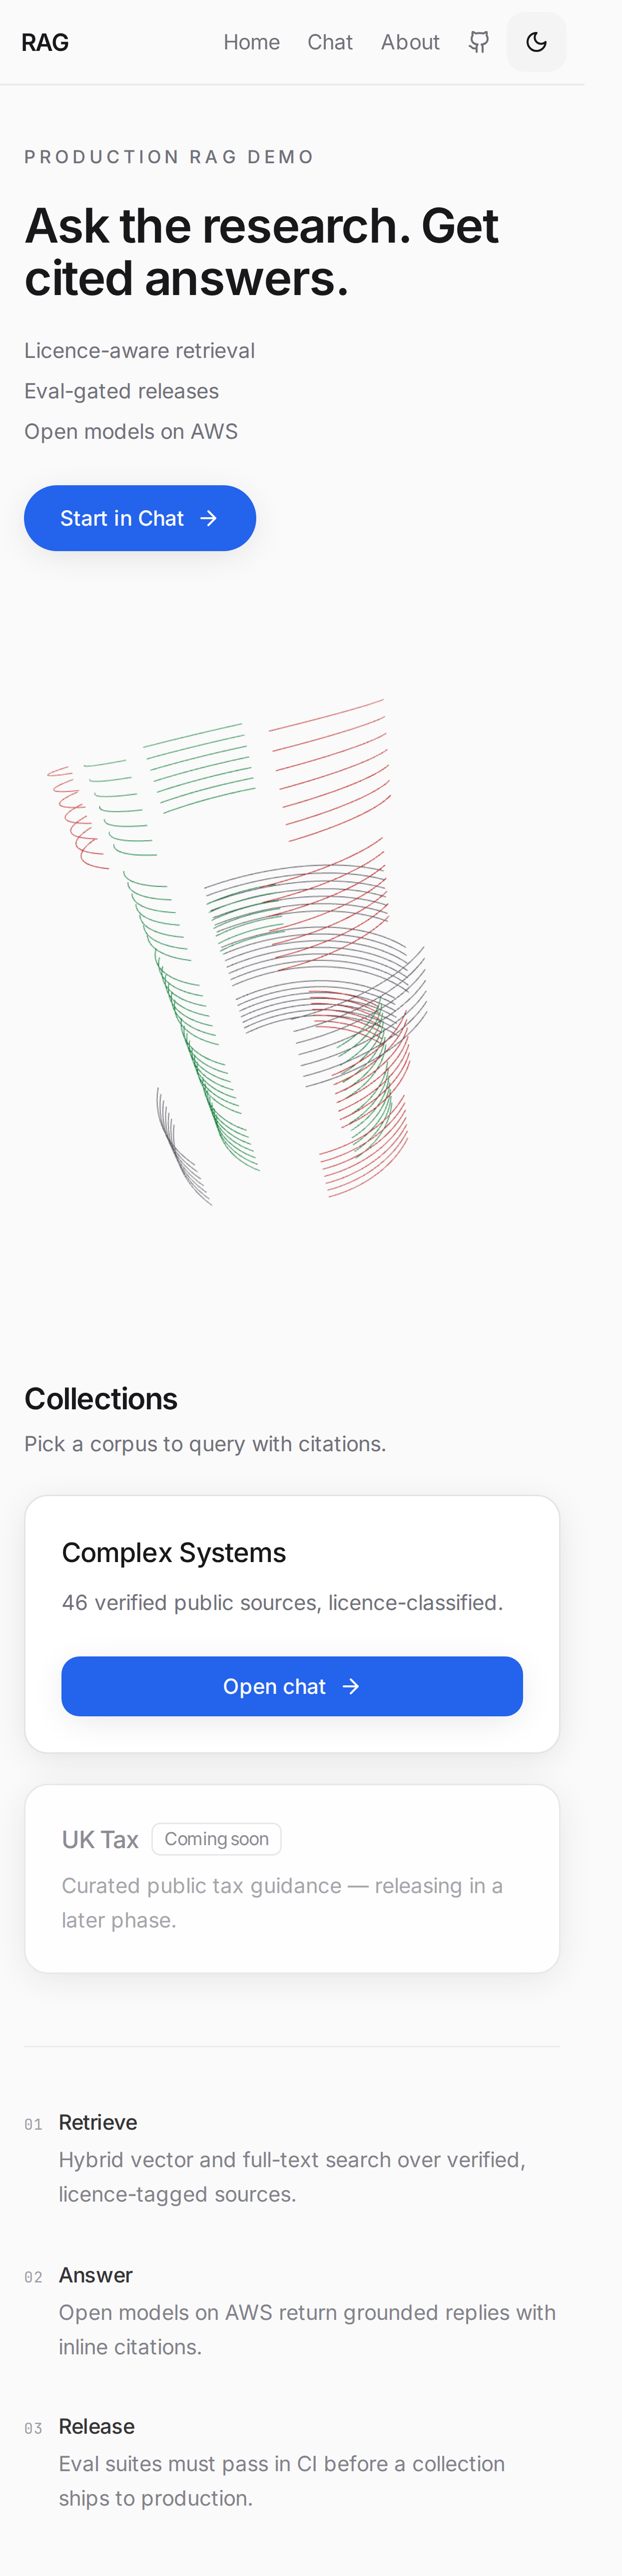 RAG
Home
Chat
About
PRODUCTION RAG DEMO
Ask the research. Get
cited answers.
Licence-aware retrieval
Eval-gated releases
Open models on AWS
Start in Chat
Collections
Pick a corpus to query with citations.
Complex Systems
46 verified public sources, licence-classified.
Open chat
UK Tax
Coming soon
Curated public tax guidance — releasing in a
later phase.
01 Retrieve
Hybrid vector and full-text search over verified,
licence-tagged sources.
02 Answer
Open models on AWS return grounded replies with
inline citations.
03 Release
Eval suites must pass in CI before a collection
ships to production.